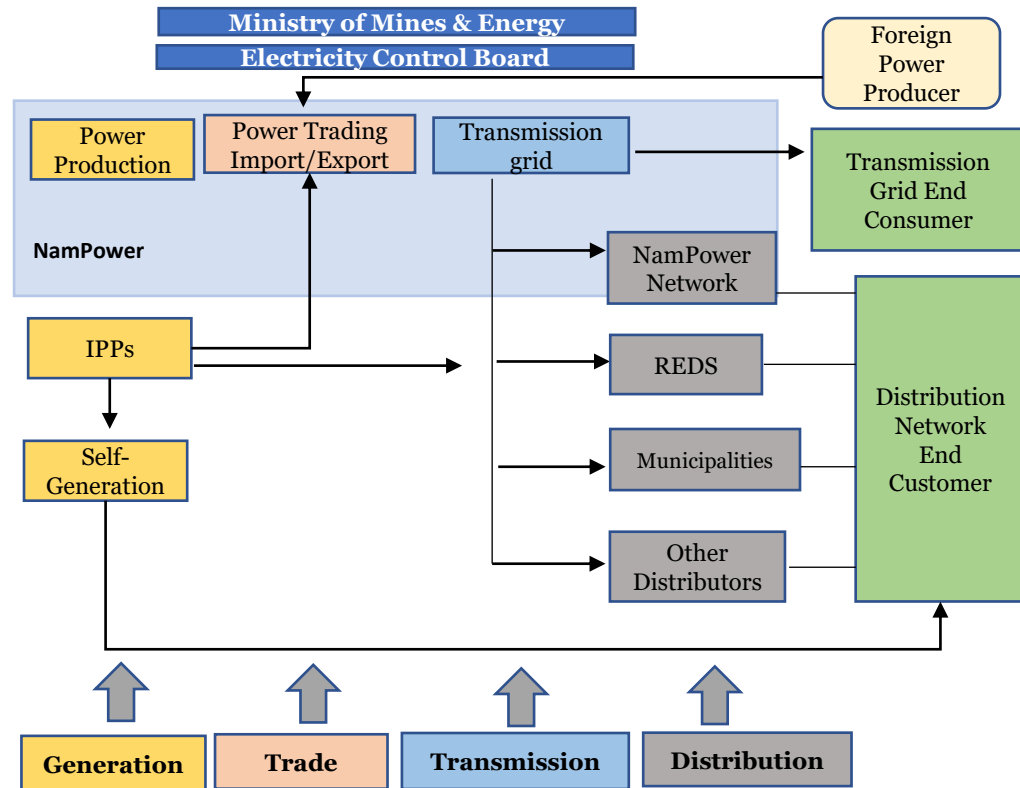 Ministry of Mines & Energy
Electricity Control Board
Foreign
Power
Producer
Power
Production
Power Trading
Import/Export
Transmission
grid
Transmission
Grid End
Consumer
NamPower
NamPower
Network
IPPs
REDS
Distribution
Network
End
Customer
Self-
Generation
Municipalities
Other
Distributors
Generation
Trade
Transmission
Distribution